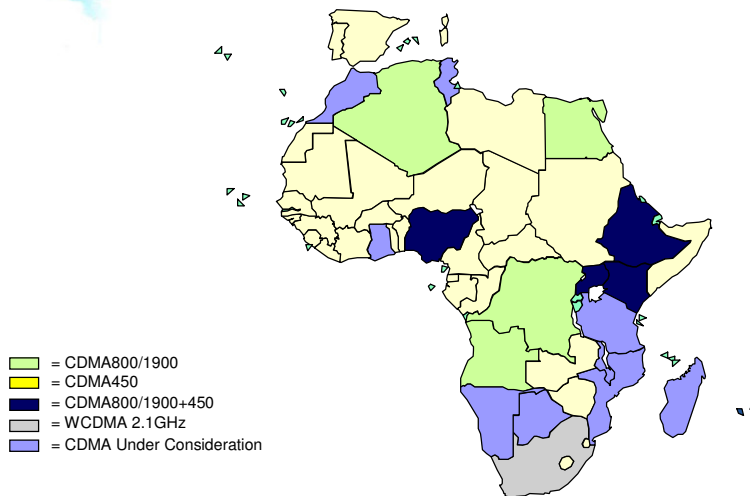 = CDMA800/1900
= CDMA450
= CDMA800/1900+450
= WCDMA 2.1GHz
= CDMA Under Consideration